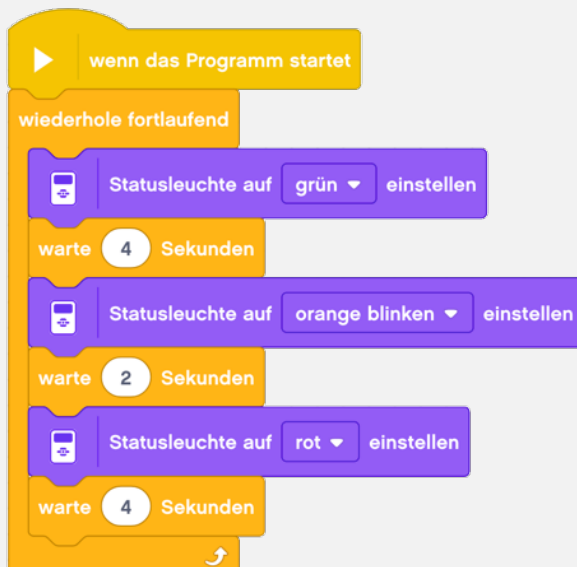 wenn das Programm startet
wiederhole fortlaufend
Statusleuchte auf grün einstellen
warte 4 Sekunden
Statusleuchte auf orange blinken einstellen
warte 2 Sekunden
Statusleuchte auf rot einstellen
warte 4 Sekunden